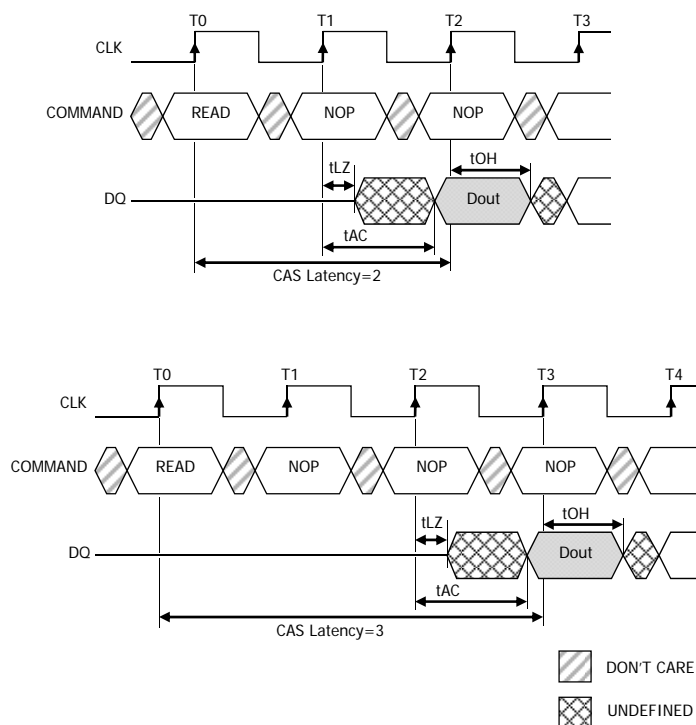 T0 T1 T2 T3
CLK
COMMAND READ NOP NOP
tLZ tOH
DQ Dout
tAC
CAS Latency=2
T0 T1 T2 T3 T4
CLK
COMMAND READ NOP NOP NOP
tLZ tOH
DQ Dout
tAC
CAS Latency=3
DON'T CARE
UNDEFINED